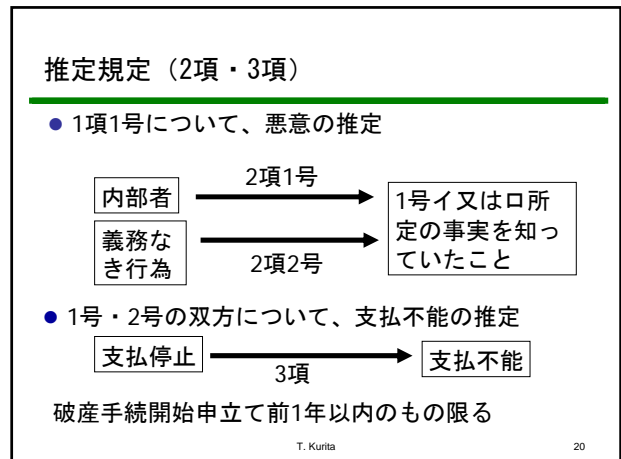 推定規定（2項・3項）
● 1項1号について、悪意の推定
2項1号
内部者
1号イ又はロ所
定の事実を知っ
ていたこと
義務な
き行為
2項2号
● 1号・2号の双方について、支払不能の推定
支払停止
3項
支払不能
破産手続開始申立て前1年以内のもの限る
T. Kurita
20